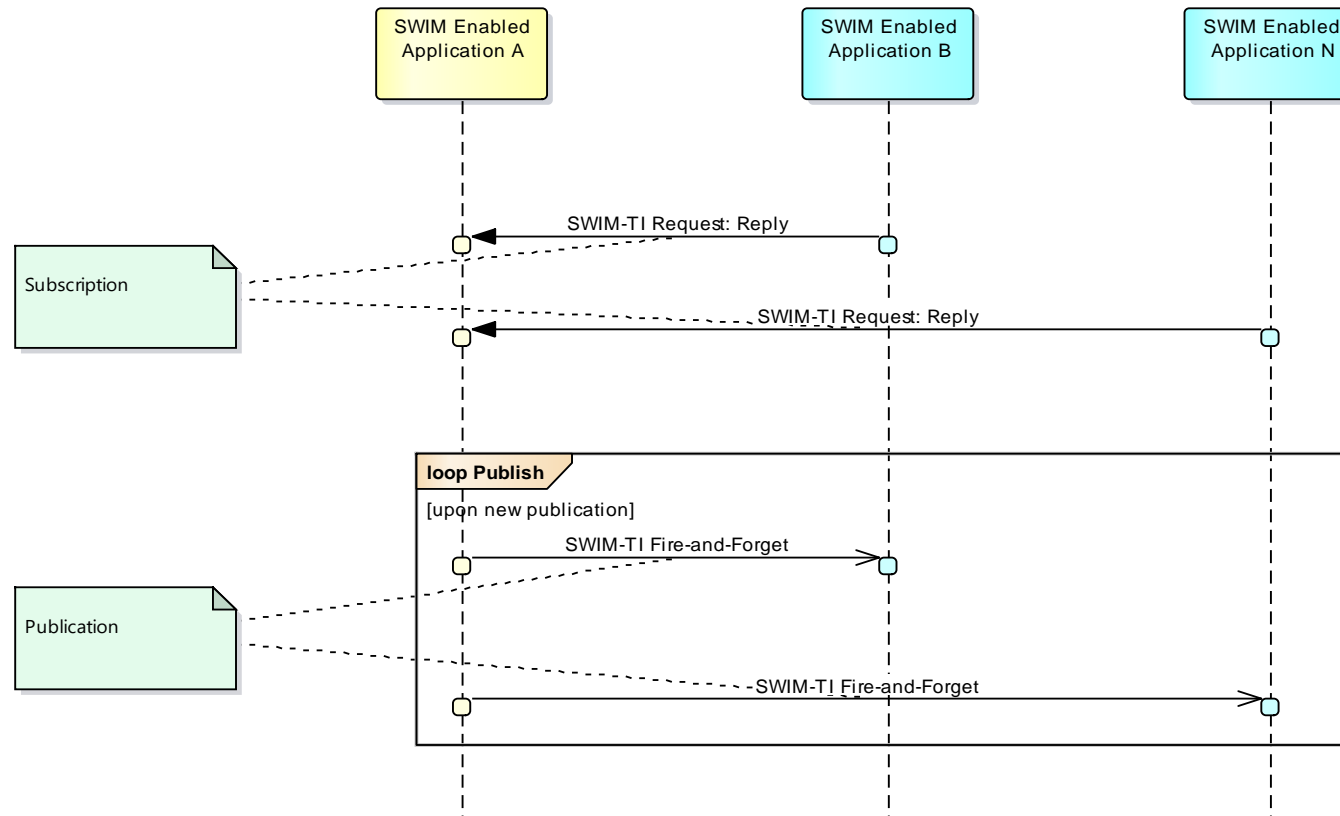 SWIM Enabled
Application A
SWIM Enabled
Application B
SWIM Enabled
Application N
SWIM-TI Request: Reply
Subscription
SWIM-TI Request: Reply
loop Publish
[upon new publication]
SWIM-TI Fire-and-Forget
Publication
SWIM-TI Fire-and-Forget